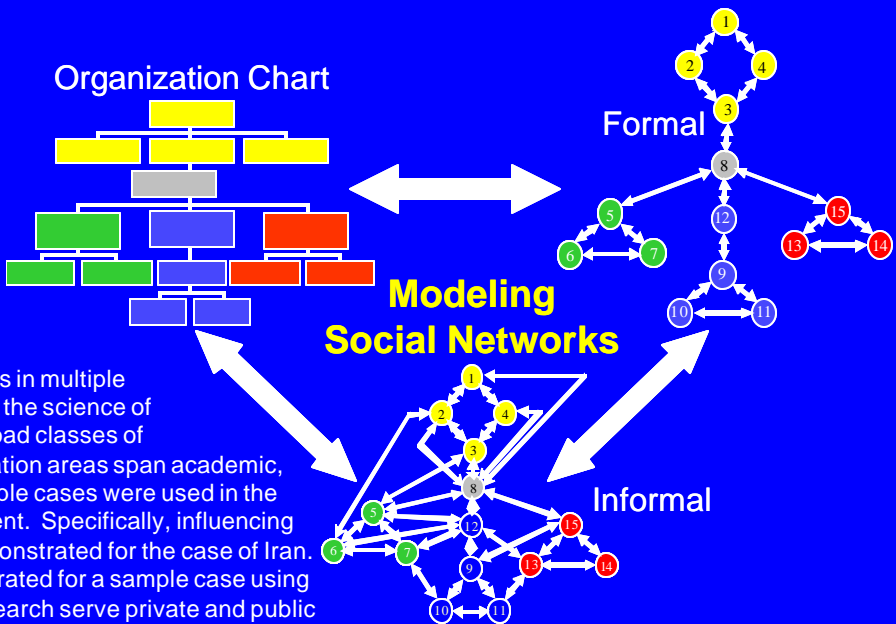 Organization Chart
Formal
1
2
4
3
8
5
6
7
12
9
10
11
15
13
14
Modeling
Social Networks
s in multiple
the science of
oad classes of
ation areas span academic,
ple cases were used in the
ent. Specifically, influencing
onstrated for the case of Iran.
rated for a sample case using
earch serve private and public
Informal
1
2
4
3
8
5
6
7
12
9
10
11
15
13
14